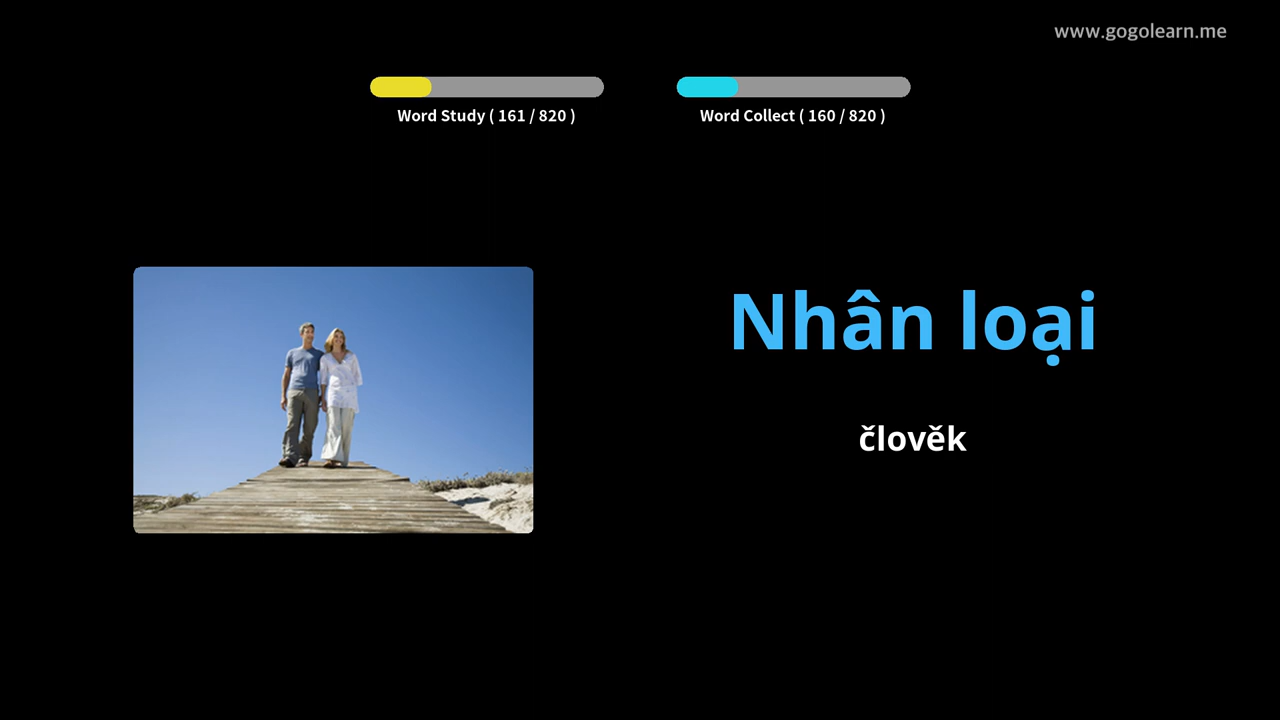 www.gogolearn.me
Word Study ( 161 / 820 )
Word Collect ( 160 / 820 )
Nhân loại
člověk